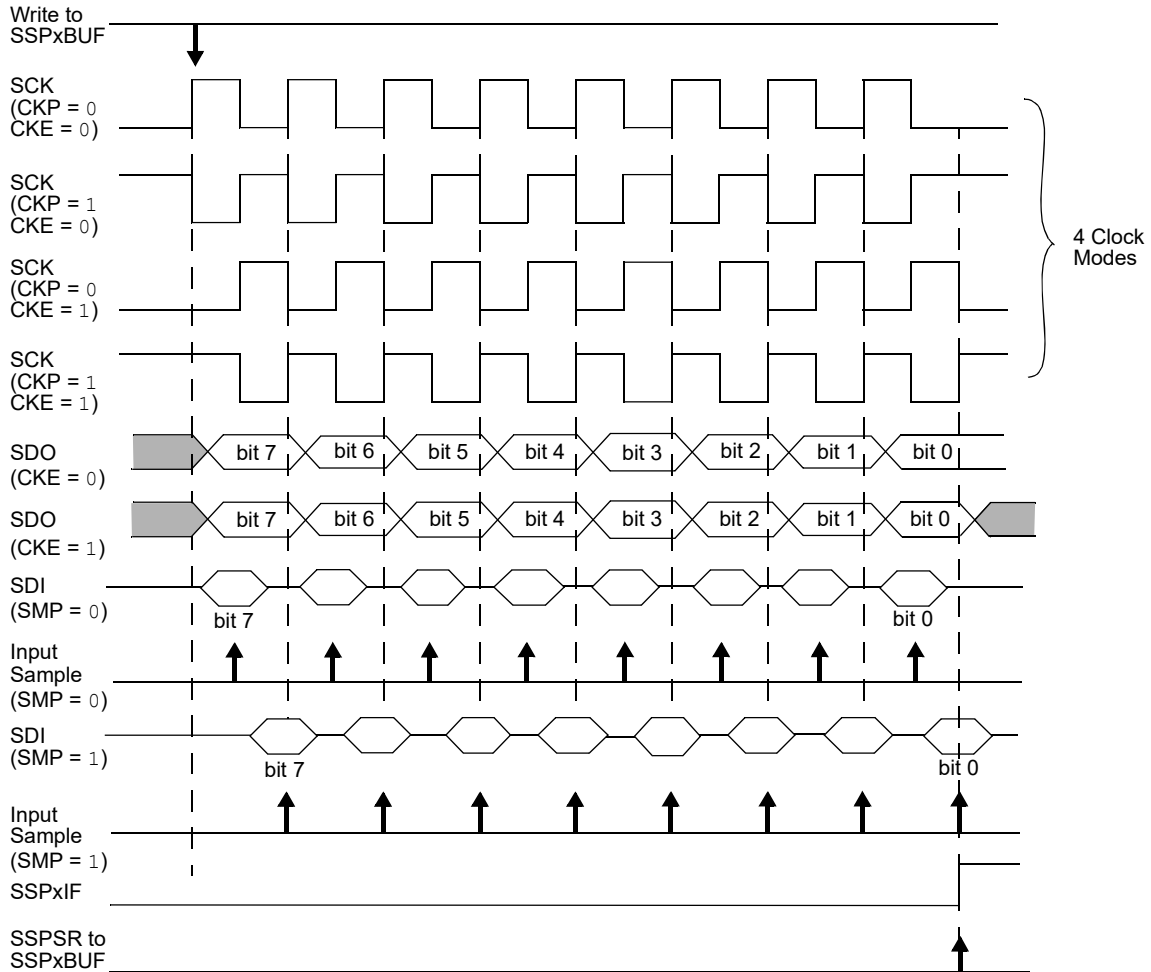 Write to
SSPxBUF
SCK
(CKP = 0
CKE = 0)
SCK
(CKP = 1
CKE = 0)
SCK
(CKP = 0
CKE = 1)
SCK
(CKP = 1
CKE = 1)
4 Clock
Modes
SDO
(CKE = 0)
bit 7 bit 6 bit 5 bit 4 bit 3 bit 2 bit 1 bit 0
SDO
(CKE = 1)
bit 7 bit 6 bit 5 bit 4 bit 3 bit 2 bit 1 bit 0
SDI
(SMP = 0)
bit 7 bit 0
Input
Sample
(SMP = 0)
SDI
(SMP = 1)
bit 7 bit 0
Input
Sample
(SMP = 1)
SSPxIF
SSPSR to
SSPxBUF